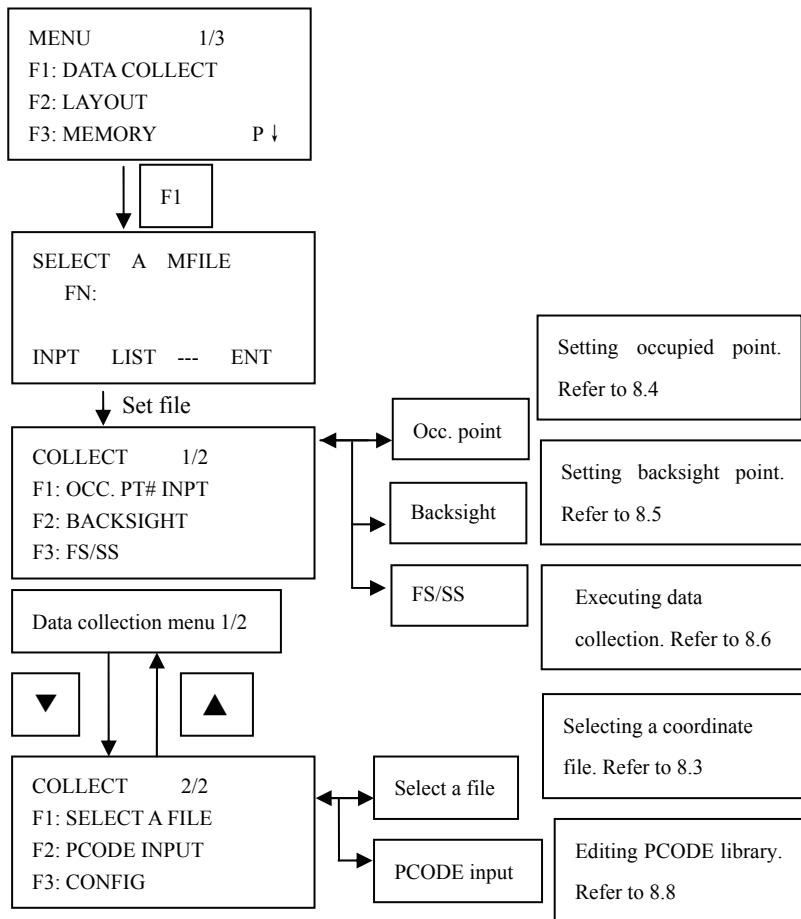 MENU 1/3
F1: DATA COLLECT
F2: LAYOUT
F3: MEMORY P↓
F1
SELECT A MFILE
FN:
INPT LIST --- ENT
Set file
COLLECT 1/2
F1: OCC. PT# INPT
F2: BACKSIGHT
F3: FS/SS
Occ. point
Setting occupied point.
Refer to 8.4
Backsight
Setting backsight point.
Refer to 8.5
FS/SS
Executing data
collection. Refer to 8.6
Data collection menu 1/2
▼ ▲
COLLECT 2/2
F1: SELECT A FILE
F2: PCODE INPUT
F3: CONFIG
Select a file
Selecting a coordinate
file. Refer to 8.3
PCODE input
Editing PCODE library.
Refer to 8.8